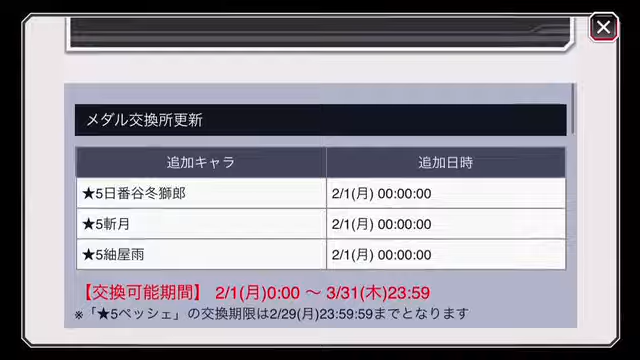 メダル交換所更新
追加キャラ 追加日時
★5日番谷冬獅郎 2/1(月) 00:00:00
★5斬月 2/1(月) 00:00:00
★5紬屋雨 2/1(月) 00:00:00
【交換可能期間】 2/1(月)0:00 ～ 3/31(木)23:59
※「★5ペッシェ」の交換期限は2/29(月)23:59:59までとなります